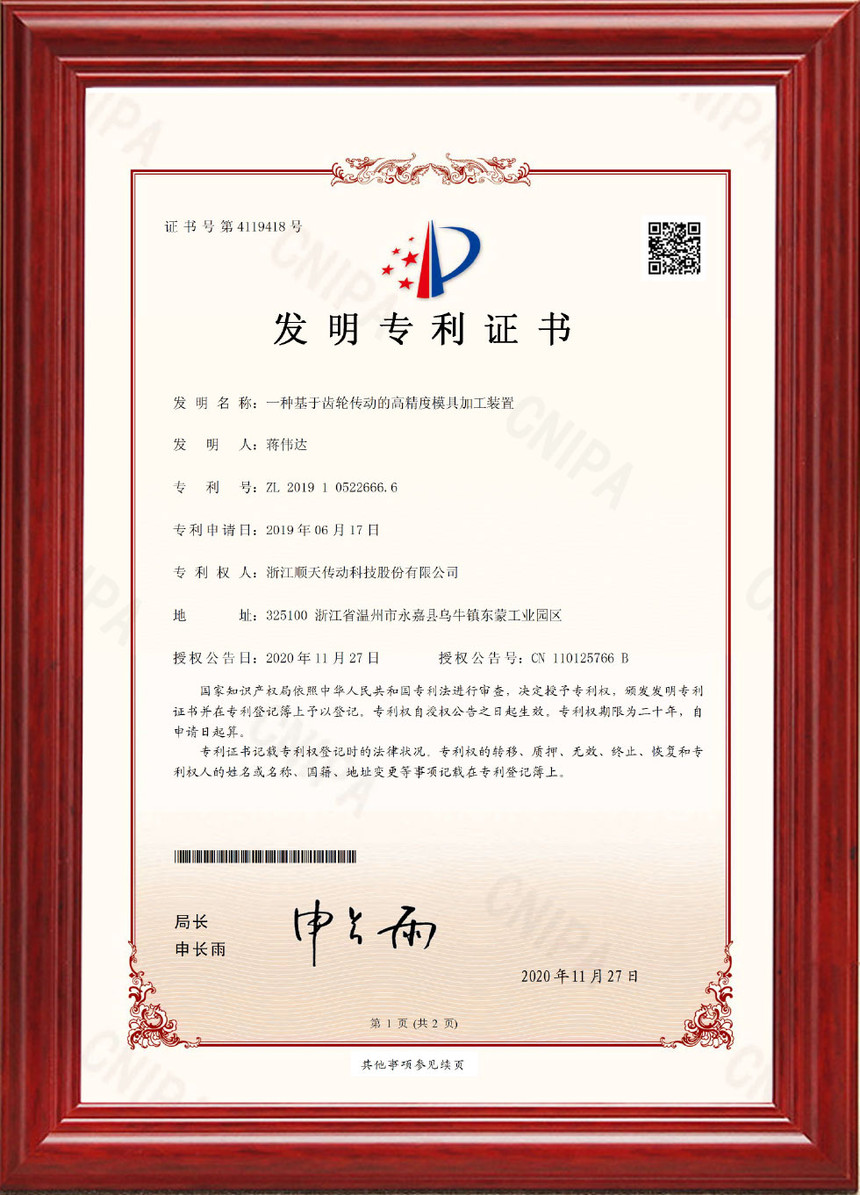 证书号第4119418号
发明专利证书
发明名称：一种基于齿轮传动的高精度模具加工装置
发明人：蒋伟达
专利号：ZL 2019 1 0522666.6
专利申请日：2019年06月17日
专利权人：浙江顺天传动科技股份有限公司
地址：325100 浙江省温州市永嘉县乌牛镇东蒙工业园区
授权公告日：2020年11月27日 授权公告号：CN 110125766 B
国家知识产权局依照中华人民共和国专利法进行审查，决定授予专利权，颁发发明专利
证书并在专利登记簿上予以登记。专利权自授权公告之日起生效。专利权期限为二十年，自
申请日起算。
专利证书记载专利权登记时的法律状况。专利权的转移、质押、无效、终止、恢复和专
利权人的姓名或名称、国籍、地址变更等事项记载在专利登记簿上。
局长
申长雨
申长雨
2020年11月27日
第 1 页 (共 2 页)
其他事项参见续页
CNIPA
CNIPA
CNIPA
CNIPA